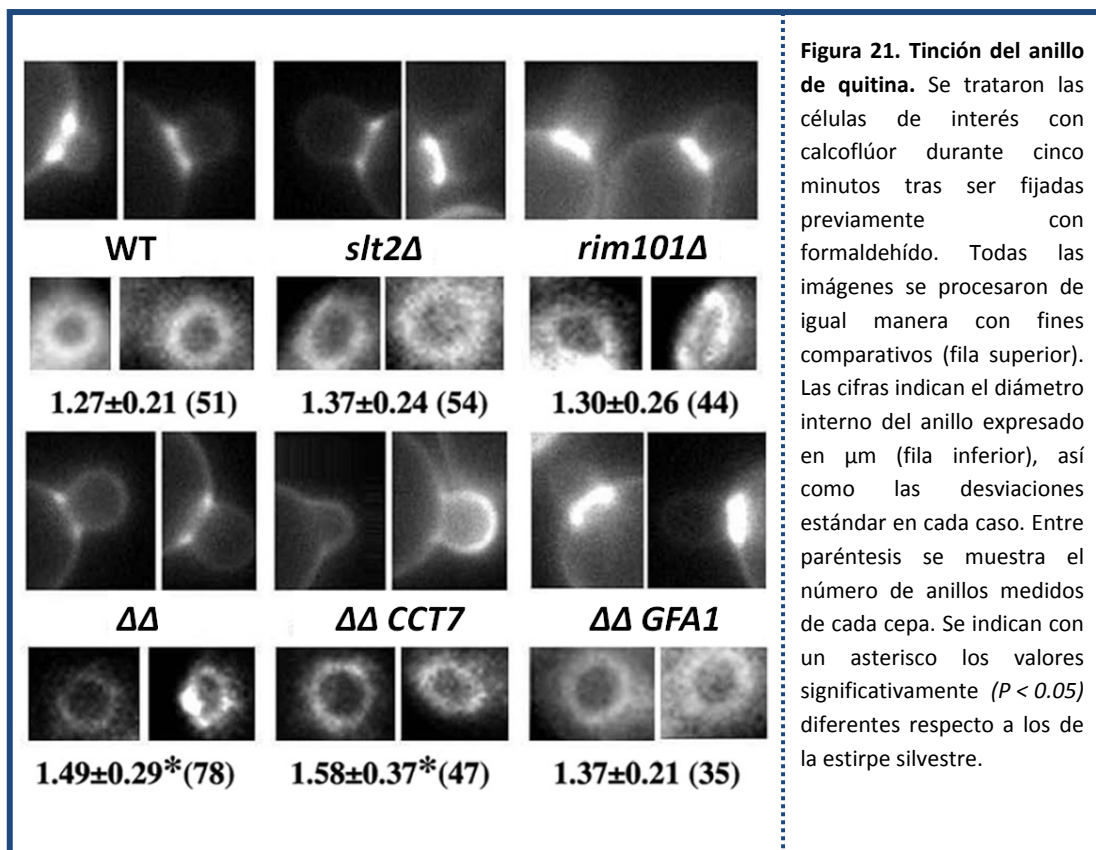 WT slt2Δ rim101Δ
1.27±0.21 (51) 1.37±0.24 (54) 1.30±0.26 (44)
ΔΔ ΔΔ CCT7 ΔΔ GFA1
1.49±0.29*(78) 1.58±0.37*(47) 1.37±0.21 (35)
Figura 21. Tinción del anillo
de quitina. Se trataron las
células de interés con
calcoflúor durante cinco
minutos tras ser fijadas
previamente con
formaldehído. Todas las
imágenes se procesaron de
igual manera con fines
comparativos (fila superior).
Las cifras indican el diámetro
interno del anillo expresado
en μm (fila inferior), así
como las desviaciones
estándar en cada caso. Entre
paréntesis se muestra el
número de anillos medidos
de cada cepa. Se indican con
un asterisco los valores
significativamente (P < 0.05)
diferentes respecto a los de
la estirpe silvestre.